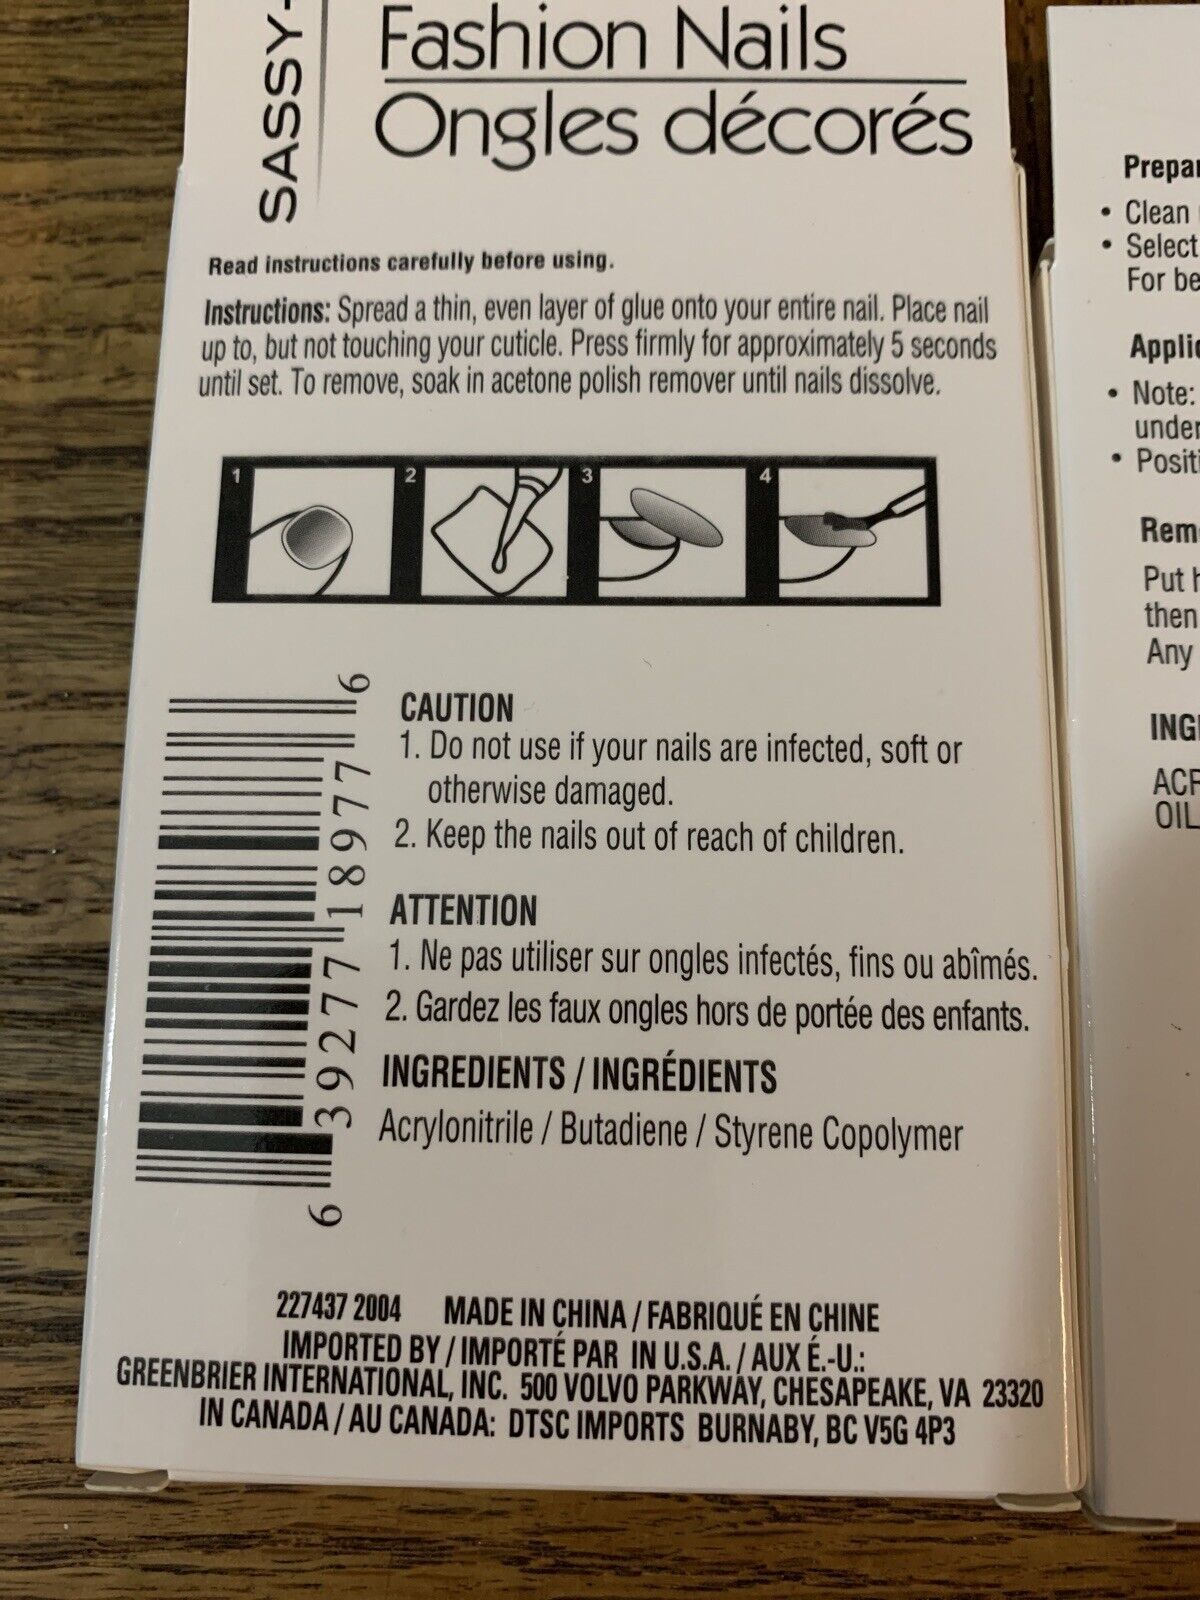 SASSY-
Fashion Nails
Ongles décorés
Read instructions carefully before using.
Instructions: Spread a thin, even layer of glue onto your entire nail. Place nail
up to, but not touching your cuticle. Press firmly for approximately 5 seconds
until set. To remove, soak in acetone polish remover until nails dissolve.
1 2 3 4
CAUTION
1. Do not use if your nails are infected, soft or
otherwise damaged.
2. Keep the nails out of reach of children.
ATTENTION
1. Ne pas utiliser sur ongles infectés, fins ou abîmés.
2. Gardez les faux ongles hors de portée des enfants.
INGREDIENTS / INGRÉDIENTS
Acrylonitrile / Butadiene / Styrene Copolymer
6 39277 18977 6
227437 2004 MADE IN CHINA / FABRIQUÉ EN CHINE
IMPORTED BY / IMPORTÉ PAR IN U.S.A. / AUX É.-U.:
GREENBRIER INTERNATIONAL, INC. 500 VOLVO PARKWAY, CHESAPEAKE, VA 23320
IN CANADA / AU CANADA: DTSC IMPORTS BURNABY, BC V5G 4P3
• Clean
• Select
For be
• Note:
under
Put
then
Any
OIL